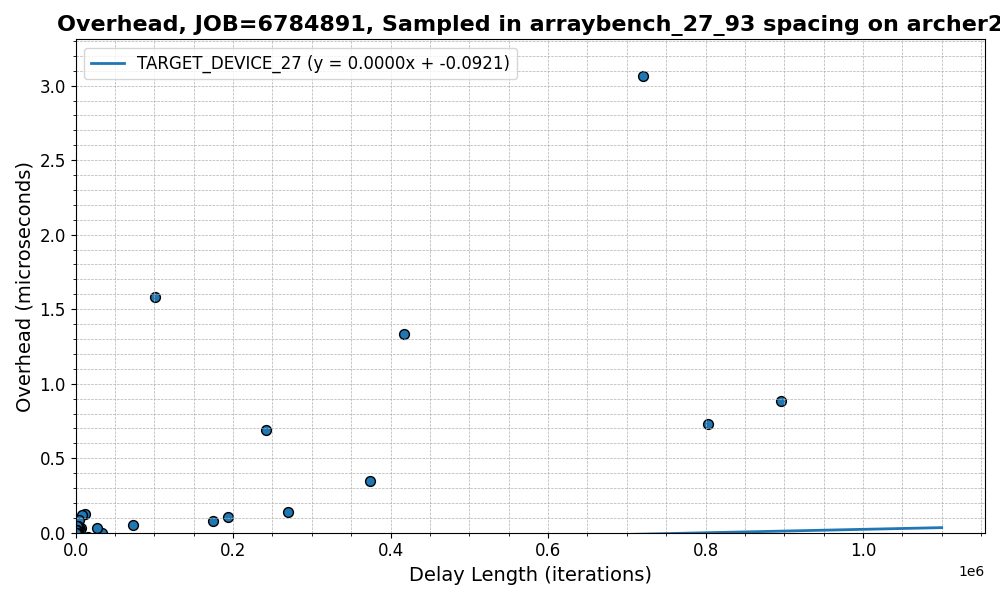 Overhead, JOB=6784891, Sampled in arraybench_27_93 spacing on archer2
TARGET_DEVICE_27 (y = 0.0000x + -0.0921)
Overhead (microseconds)
3.0
2.5
2.0
1.5
1.0
0.5
0.0
0.0 0.2 0.4 0.6 0.8 1.0
1e6
Delay Length (iterations)